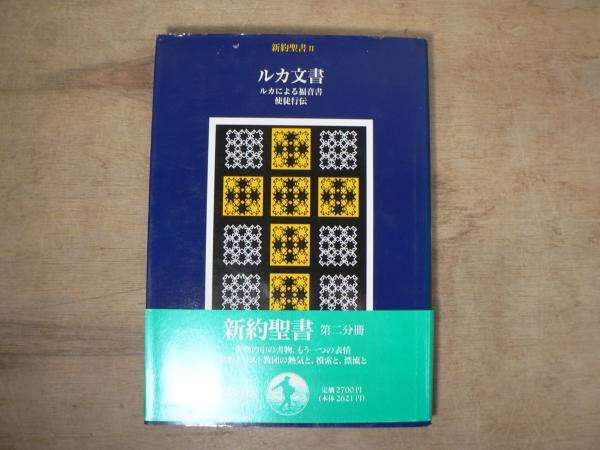 新約聖書 II
ルカ文書
ルカによる福音書
使徒行伝
新約聖書 第二分冊
書物の中の書物、もう一つの表情
キリスト教団の熱気と、模索と、漂流と
定価2700円
(本体2621円)